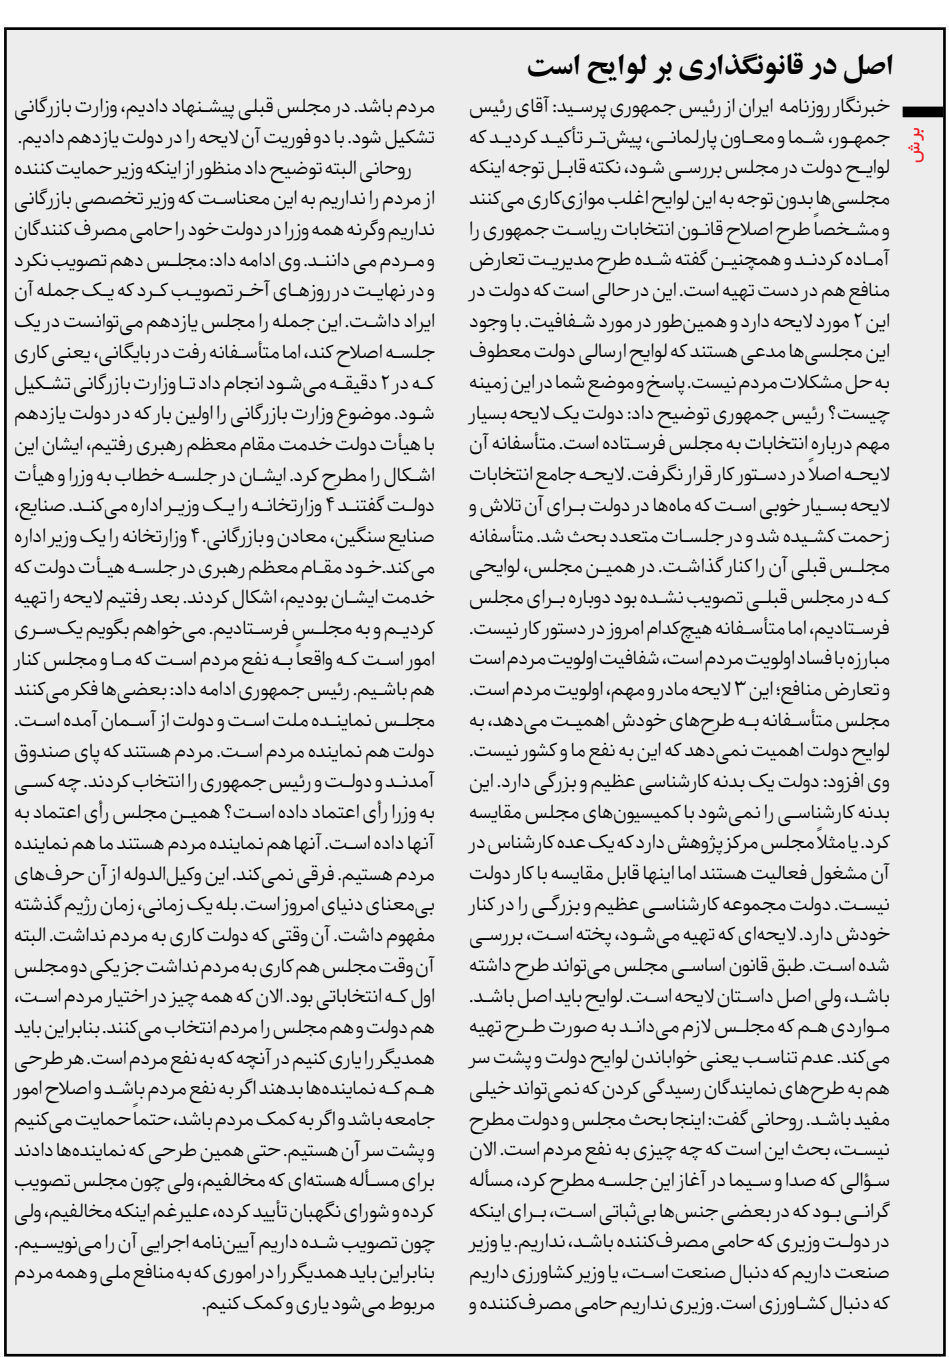 اصل در قانونگذاری بر لوایح است
برش
خبرنگار روزنامه ایران از رئیس جمهوری پرسید: آقای رئیس
جمهور، شما و معاون پارلمانی، پیش‌تر تأکید کردید که
لوایح دولت در مجلس بررسی شود، نکته قابل توجه اینکه
مجلسی‌ها بدون توجه به این لوایح اغلب موازی‌کاری می‌کنند
و مشخصاً طرح اصلاح قانون انتخابات ریاست جمهوری را
آماده کردند و همچنین گفته شده طرح مدیریت تعارض
منافع هم در دست تهیه است. این در حالی است که دولت در
این ۲ مورد لایحه دارد و همین‌طور در مورد شفافیت. با وجود
این مجلسی‌ها مدعی هستند که لوایح ارسالی دولت معطوف
به حل مشکلات مردم نیست. پاسخ و موضع شما در این زمینه
چیست؟ رئیس جمهوری توضیح داد: دولت یک لایحه بسیار
مهم درباره انتخابات به مجلس فرستاده است. متأسفانه آن
لایحه اصلاً در دستور کار قرار نگرفت. لایحه جامع انتخابات
لایحه بسیار خوبی است که ماه‌ها در دولت برای آن تلاش و
زحمت کشیده شد و در جلسات متعدد بحث شد. متأسفانه
مجلس قبلی آن را کنار گذاشت. در همین مجلس، لوایحی
که در مجلس قبلی تصویب نشده بود دوباره برای مجلس
فرستادیم، اما متأسفانه هیچ‌کدام امروز در دستور کار نیست.
مبارزه با فساد اولویت مردم است، شفافیت اولویت مردم است
و تعارض منافع؛ این ۳ لایحه مادر و مهم، اولویت مردم است.
مجلس متأسفانه به طرح‌های خودش اهمیت می‌دهد، به
لوایح دولت اهمیت نمی‌دهد که این به نفع ما و کشور نیست.
وی افزود: دولت یک بدنه کارشناسی عظیم و بزرگی دارد. این
بدنه کارشناسی را نمی‌شود با کمیسیون‌های مجلس مقایسه
کرد. یا مثلاً مجلس مرکز پژوهش دارد که یک عده کارشناس در
آن مشغول فعالیت هستند اما اینها قابل مقایسه با کار دولت
نیست. دولت مجموعه کارشناسی عظیم و بزرگی را در کنار
خودش دارد. لایحه‌ای که تهیه می‌شود، پخته است، بررسی
شده است. طبق قانون اساسی مجلس می‌تواند طرح داشته
باشد، ولی اصل داستان لایحه است. لوایح باید اصل باشد.
مواردی هم که مجلس لازم می‌داند به صورت طرح تهیه
می‌کند. عدم تناسب یعنی خواباندن لوایح دولت و پشت سر
هم به طرح‌های نمایندگان رسیدگی کردن که نمی‌تواند خیلی
مفید باشد. روحانی گفت: اینجا بحث مجلس و دولت مطرح
نیست، بحث این است که چه چیزی به نفع مردم است. الان
سؤالی که صدا و سیما در آغاز این جلسه مطرح کرد، مسأله
گرانی بود که در بعضی جنس‌ها بی‌ثباتی است، برای اینکه
در دولت وزیری که حامی مصرف‌کننده باشد، نداریم. یا وزیر
صنعت داریم که دنبال صنعت است، یا وزیر کشاورزی داریم
که دنبال کشاورزی است. وزیری نداریم حامی مصرف‌کننده و
مردم باشد. در مجلس قبلی پیشنهاد دادیم، وزارت بازرگانی
تشکیل شود. با دو فوریت آن لایحه را در دولت یازدهم دادیم.
روحانی البته توضیح داد منظور از اینکه وزیر حمایت کننده
از مردم را نداریم به این معناست که وزیر تخصصی بازرگانی
نداریم وگرنه همه وزرا در دولت خود را حامی مصرف کنندگان
و مردم می دانند. وی ادامه داد: مجلس دهم تصویب نکرد
و در نهایت در روزهای آخر تصویب کرد که یک جمله آن
ایراد داشت. این جمله را مجلس یازدهم می‌توانست در یک
جلسه اصلاح کند، اما متأسفانه رفت در بایگانی، یعنی کاری
که در ۲ دقیقه می‌شود انجام داد تا وزارت بازرگانی تشکیل
شود. موضوع وزارت بازرگانی را اولین بار که در دولت یازدهم
با هیأت دولت خدمت مقام معظم رهبری رفتیم، ایشان این
اشکال را مطرح کرد. ایشان در جلسه خطاب به وزرا و هیأت
دولت گفتند ۴ وزارتخانه را یک وزیر اداره می‌کند. صنایع،
صنایع سنگین، معادن و بازرگانی. ۴ وزارتخانه را یک وزیر اداره
می‌کند.خود مقام معظم رهبری در جلسه هیأت دولت که
خدمت ایشان بودیم، اشکال کردند. بعد رفتیم لایحه را تهیه
کردیم و به مجلس فرستادیم. می‌خواهم بگویم یک‌سری
امور است که واقعاً به نفع مردم است که ما و مجلس کنار
هم باشیم. رئیس جمهوری ادامه داد: بعضی‌ها فکر می‌کنند
مجلس نماینده ملت است و دولت از آسمان آمده است.
دولت هم نماینده مردم است. مردم هستند که پای صندوق
آمدند و دولت و رئیس جمهوری را انتخاب کردند. چه کسی
به وزرا رأی اعتماد داده است؟ همین مجلس رأی اعتماد به
آنها داده است. آنها هم نماینده مردم هستند ما هم نماینده
مردم هستیم. فرقی نمی‌کند. این وکیل‌الدوله از آن حرف‌های
بی‌معنای دنیای امروز است. بله یک زمانی، زمان رژیم گذشته
مفهوم داشت. آن وقتی که دولت کاری به مردم نداشت. البته
آن وقت مجلس هم کاری به مردم نداشت جز یکی دو مجلس
اول که انتخاباتی بود. الان که همه چیز در اختیار مردم است،
هم دولت و هم مجلس را مردم انتخاب می‌کنند. بنابراین باید
همدیگر را یاری کنیم در آنچه که به نفع مردم است. هر طرحی
هم که نماینده‌ها بدهند اگر به نفع مردم باشد و اصلاح امور
جامعه باشد و اگر به کمک مردم باشد، حتماً حمایت می‌کنیم
و پشت سر آن هستیم. حتی همین طرحی که نماینده‌ها دادند
برای مسأله هسته‌ای که مخالفیم، ولی چون مجلس تصویب
کرده و شورای نگهبان تأیید کرده، علیرغم اینکه مخالفیم، ولی
چون تصویب شده داریم آیین‌نامه اجرایی آن را می‌نویسیم.
بنابراین باید همدیگر را در اموری که به منافع ملی و همه مردم
مربوط می‌شود یاری و کمک کنیم.